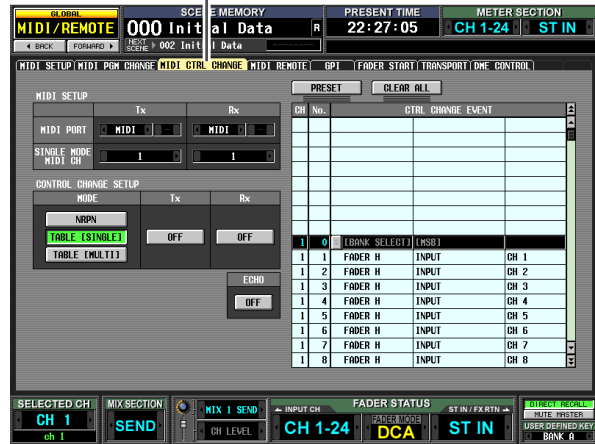 GLOBAL SCENE MEMORY PRESENT TIME METER SECTION
MIDI/REMOTE 000 Initial Data R 22:27:05 CH 1-24 ST IN
BACK FORWARD NEXT SCENE 002 Initial Data
MIDI SETUP MIDI PGM CHANGE MIDI CTRL CHANGE MIDI REMOTE GPI FADER START TRANSPORT DME CONTROL
PRESET CLEAR ALL
MIDI SETUP
Tx Rx
MIDI PORT MIDI - MIDI -
SINGLE MODE MIDI CH 1 1
CONTROL CHANGE SETUP
MODE Tx Rx
NRPN
TABLE [SINGLE] OFF OFF
TABLE [MULTI]
ECHO
OFF
CH No. CTRL CHANGE EVENT
1 0 [BANK SELECT] [MSB]
1 1 FADER H INPUT CH 1
1 2 FADER H INPUT CH 2
1 3 FADER H INPUT CH 3
1 4 FADER H INPUT CH 4
1 5 FADER H INPUT CH 5
1 6 FADER H INPUT CH 6
1 7 FADER H INPUT CH 7
1 8 FADER H INPUT CH 8
SELECTED CH MIX SECTION MIX 1 SEND INPUT CH FADER STATUS ST IN / FX RTN DIRECT RECALL
MUTE MASTER
CH 1 SEND CH LEVEL CH 1-24 FADER MODE DCA ST IN USER DEFINED KEY
ch 1 BANK A